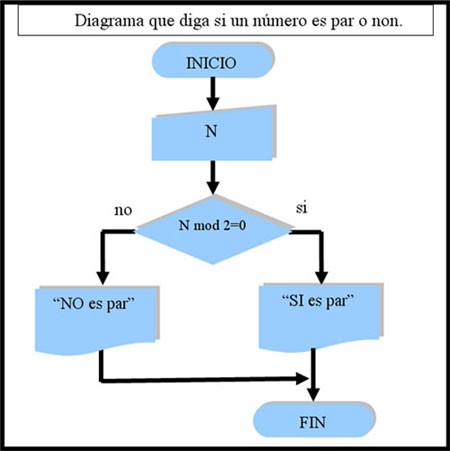 Diagrama que diga si un número es par o non.
INICIO
N
N mod 2=0
no
si
“NO es par”
“SI es par”
FIN